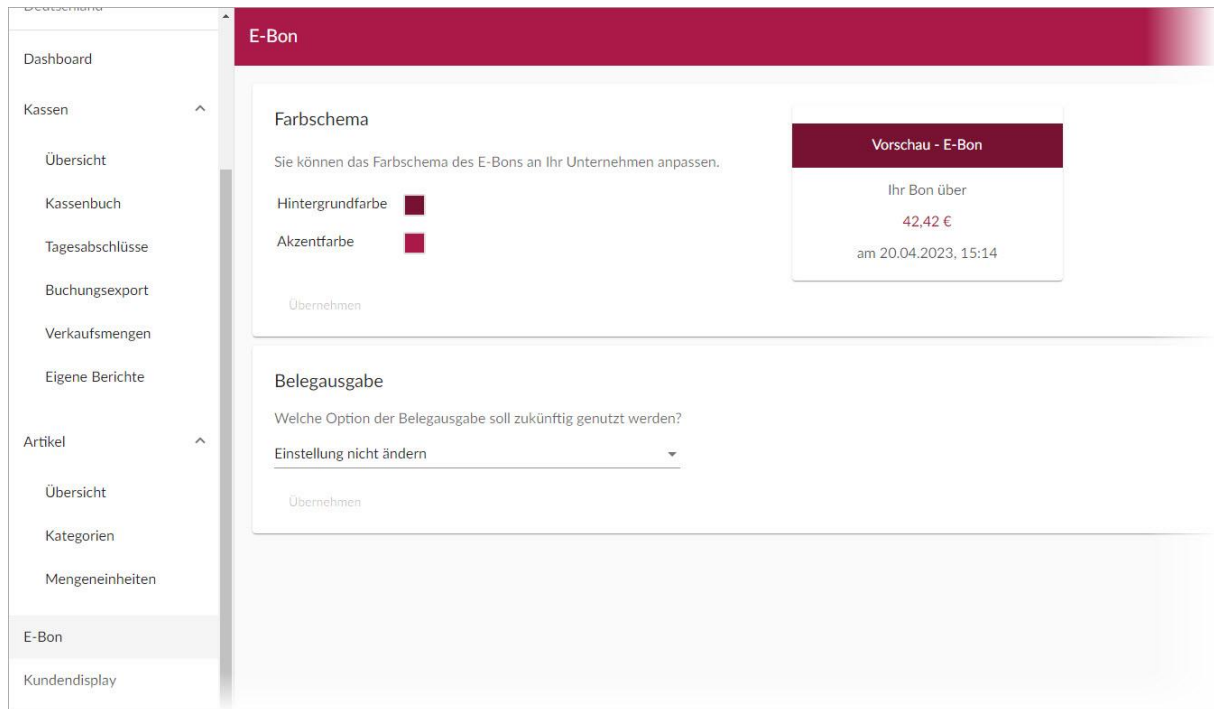 Deutschland
Dashboard
Kassen
Übersicht
Kassenbuch
Tagesabschlüsse
Buchungsexport
Verkaufsmengen
Eigene Berichte
Artikel
Übersicht
Kategorien
Mengeneinheiten
E-Bon
Kundendisplay
E-Bon
Farbschema
Sie können das Farbschema des E-Bons an Ihr Unternehmen anpassen.
Hintergrundfarbe
Akzentfarbe
Übernehmen
Vorschau - E-Bon
Ihr Bon über
42,42 €
am 20.04.2023, 15:14
Belegausgabe
Welche Option der Belegausgabe soll zukünftig genutzt werden?
Einstellung nicht ändern
Übernehmen